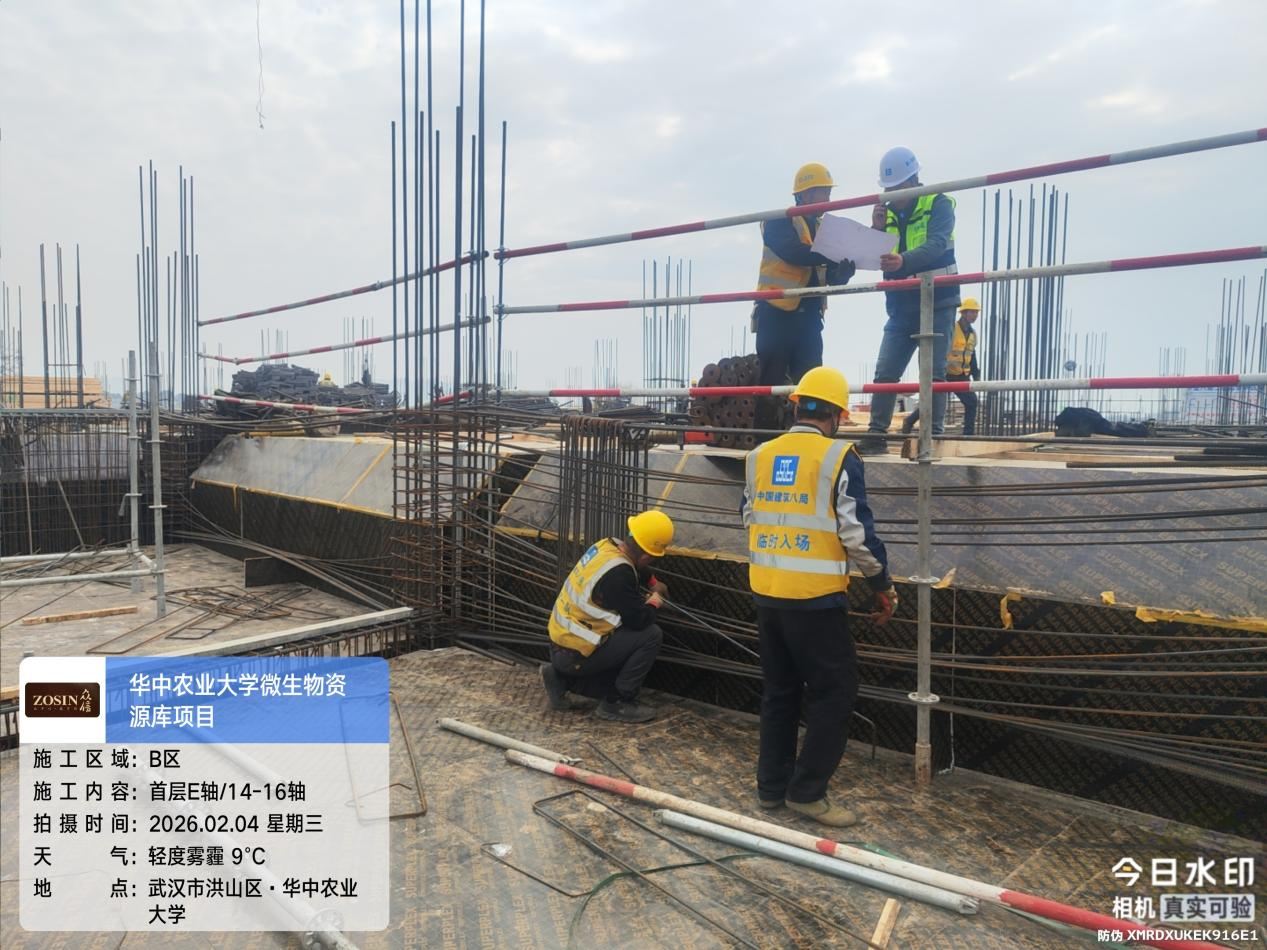 中国建筑八局
临时入场
ZOSIN 众信
华中农业大学微生物资
源库项目
施工区域：B区
施工内容：首层E轴/14-16轴
拍摄时间：2026.02.04 星期三
天气：轻度雾霾 9℃
地点：武汉市洪山区·华中农业
大学
今日水印
相机 真实可验
防伪 XMRDXUKEK916E1